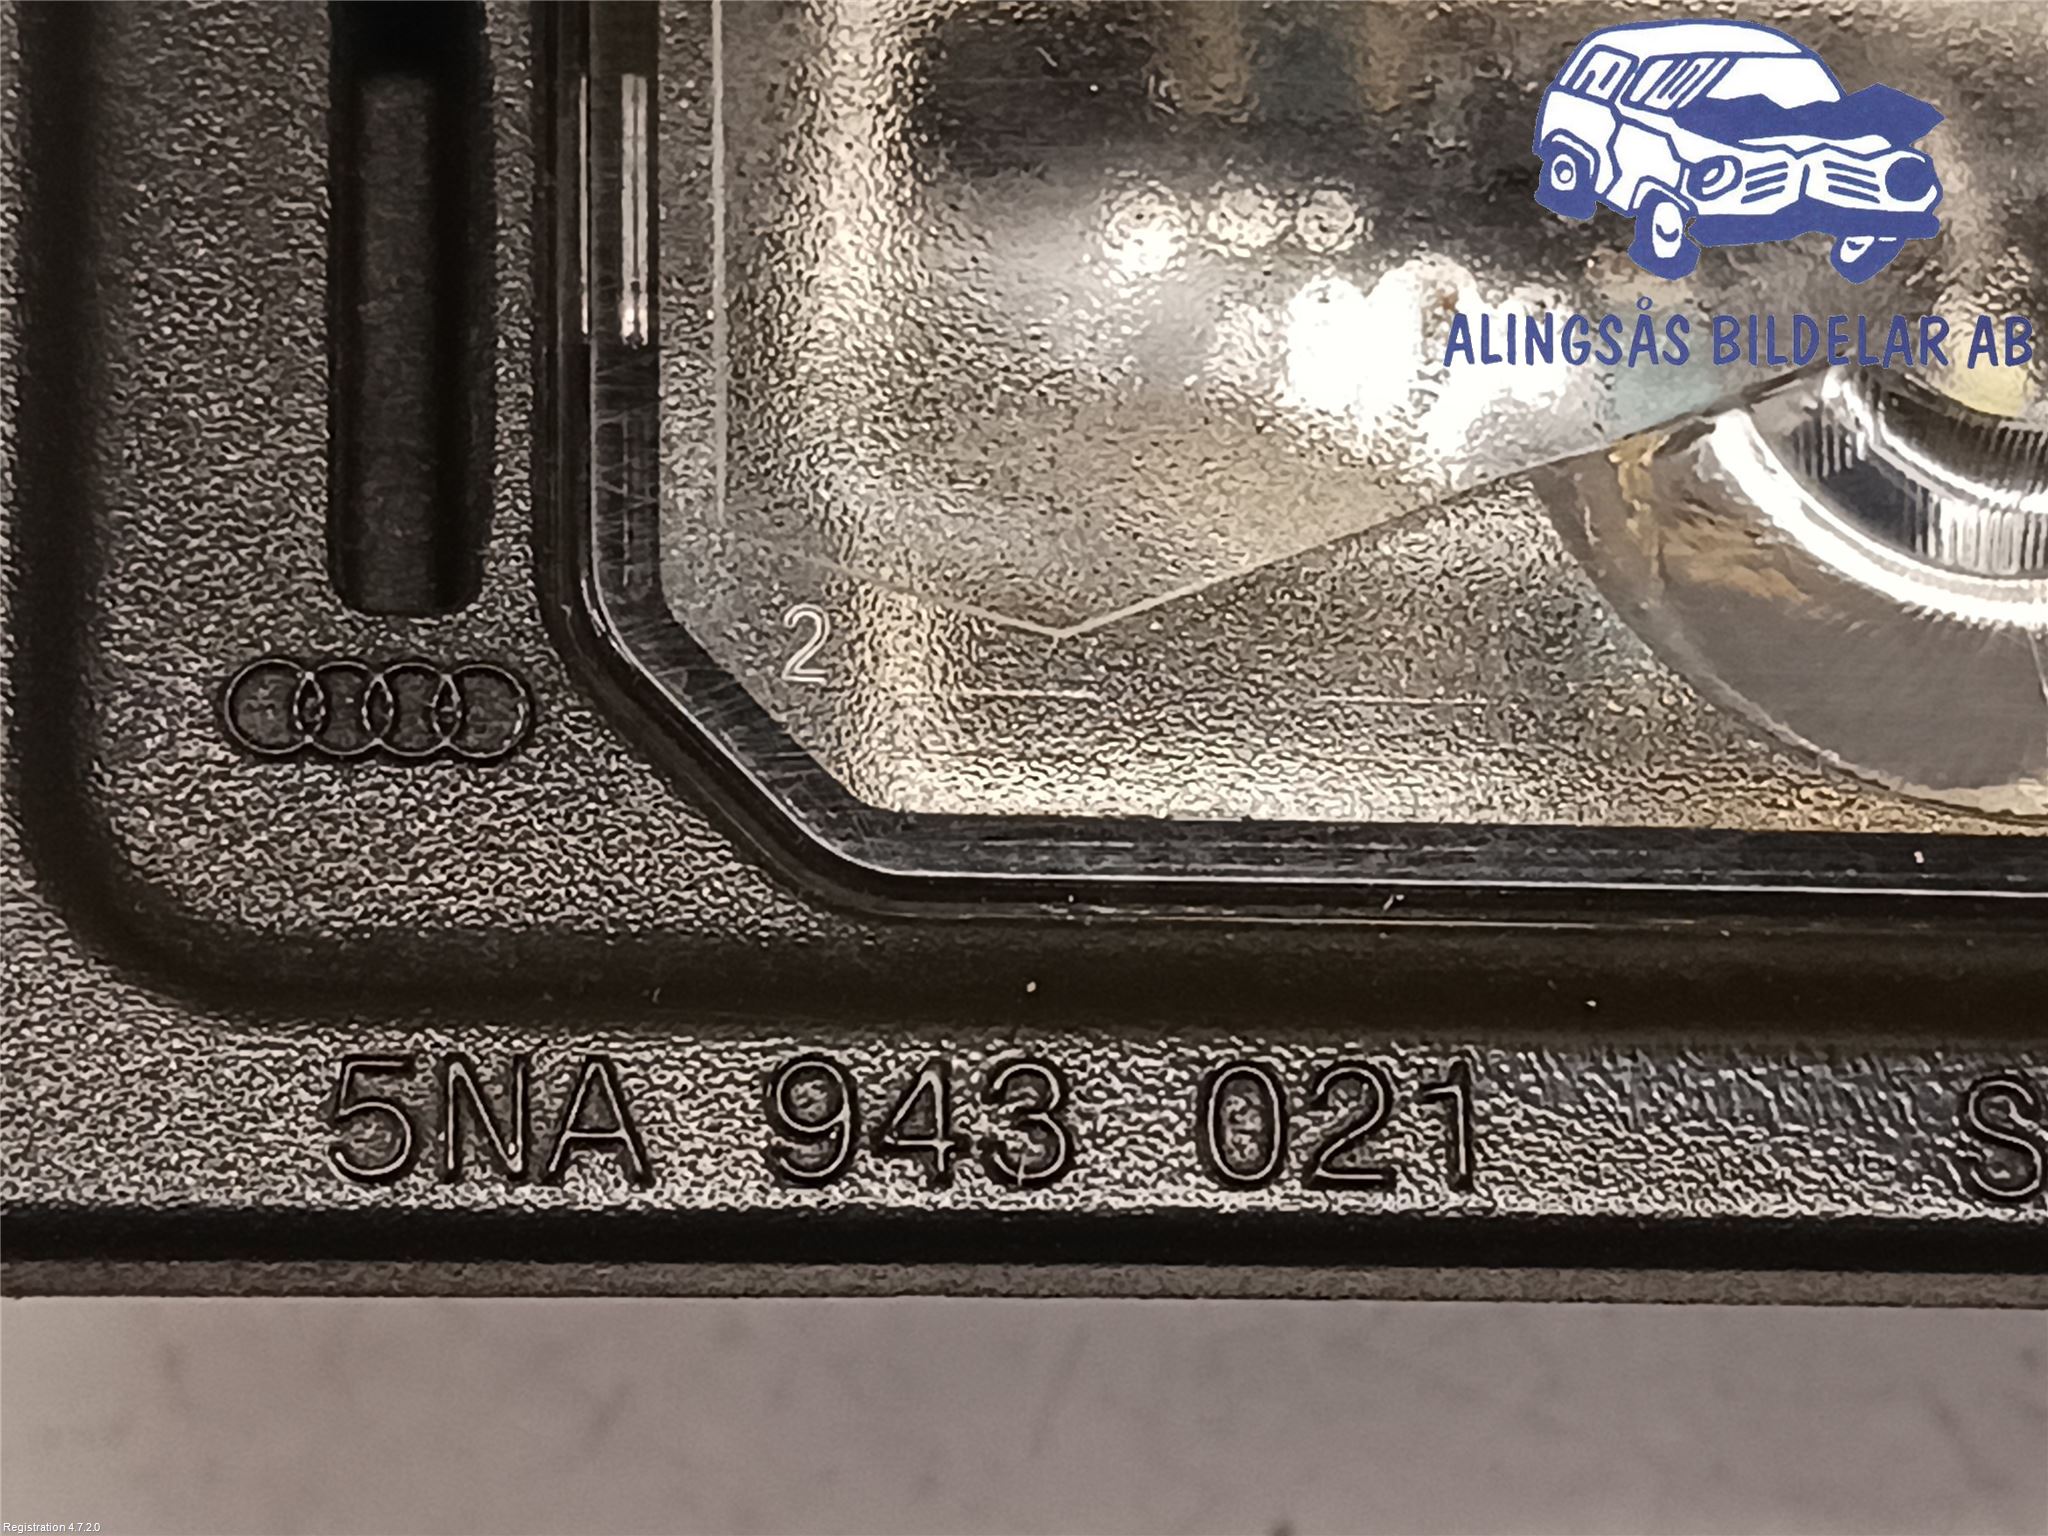 ALINGSÅS BILDELAR AB
2
5NA 943 021 S
Registration 4.7.2.0